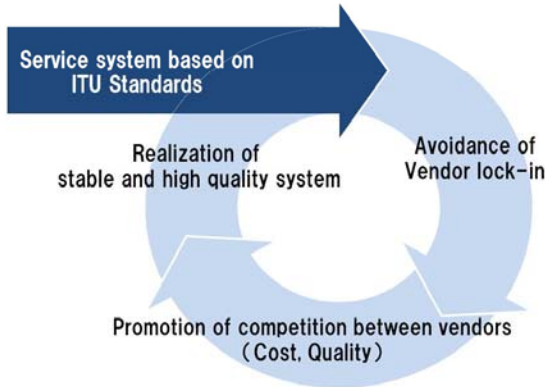 Service system based on
ITU Standards
Avoidance of
Vendor lock-in
Promotion of competition between vendors
（Cost, Quality）
Realization of
stable and high quality system